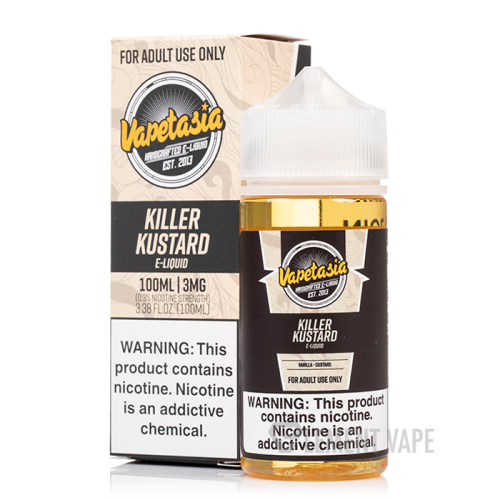 FOR ADULT USE ONLY
Vapetasia
HANDCRAFTED E-LIQUID
EST. 2013
KILLER
KUSTARD
E-LIQUID
100ML | 3MG
(0.3% NICOTINE STRENGTH)
3.38 FL.OZ (100ML)
WARNING: This
product contains
nicotine. Nicotine
is an addictive
chemical.
Vapetasia
HANDCRAFTED E-LIQUID
EST. 2013
KILLER
KUSTARD
E-LIQUID
VANILLA - CUSTARD
FOR ADULT USE ONLY
WARNING: This product
contains nicotine.
Nicotine is an
addictive chemical.
ELEMENT VAPE